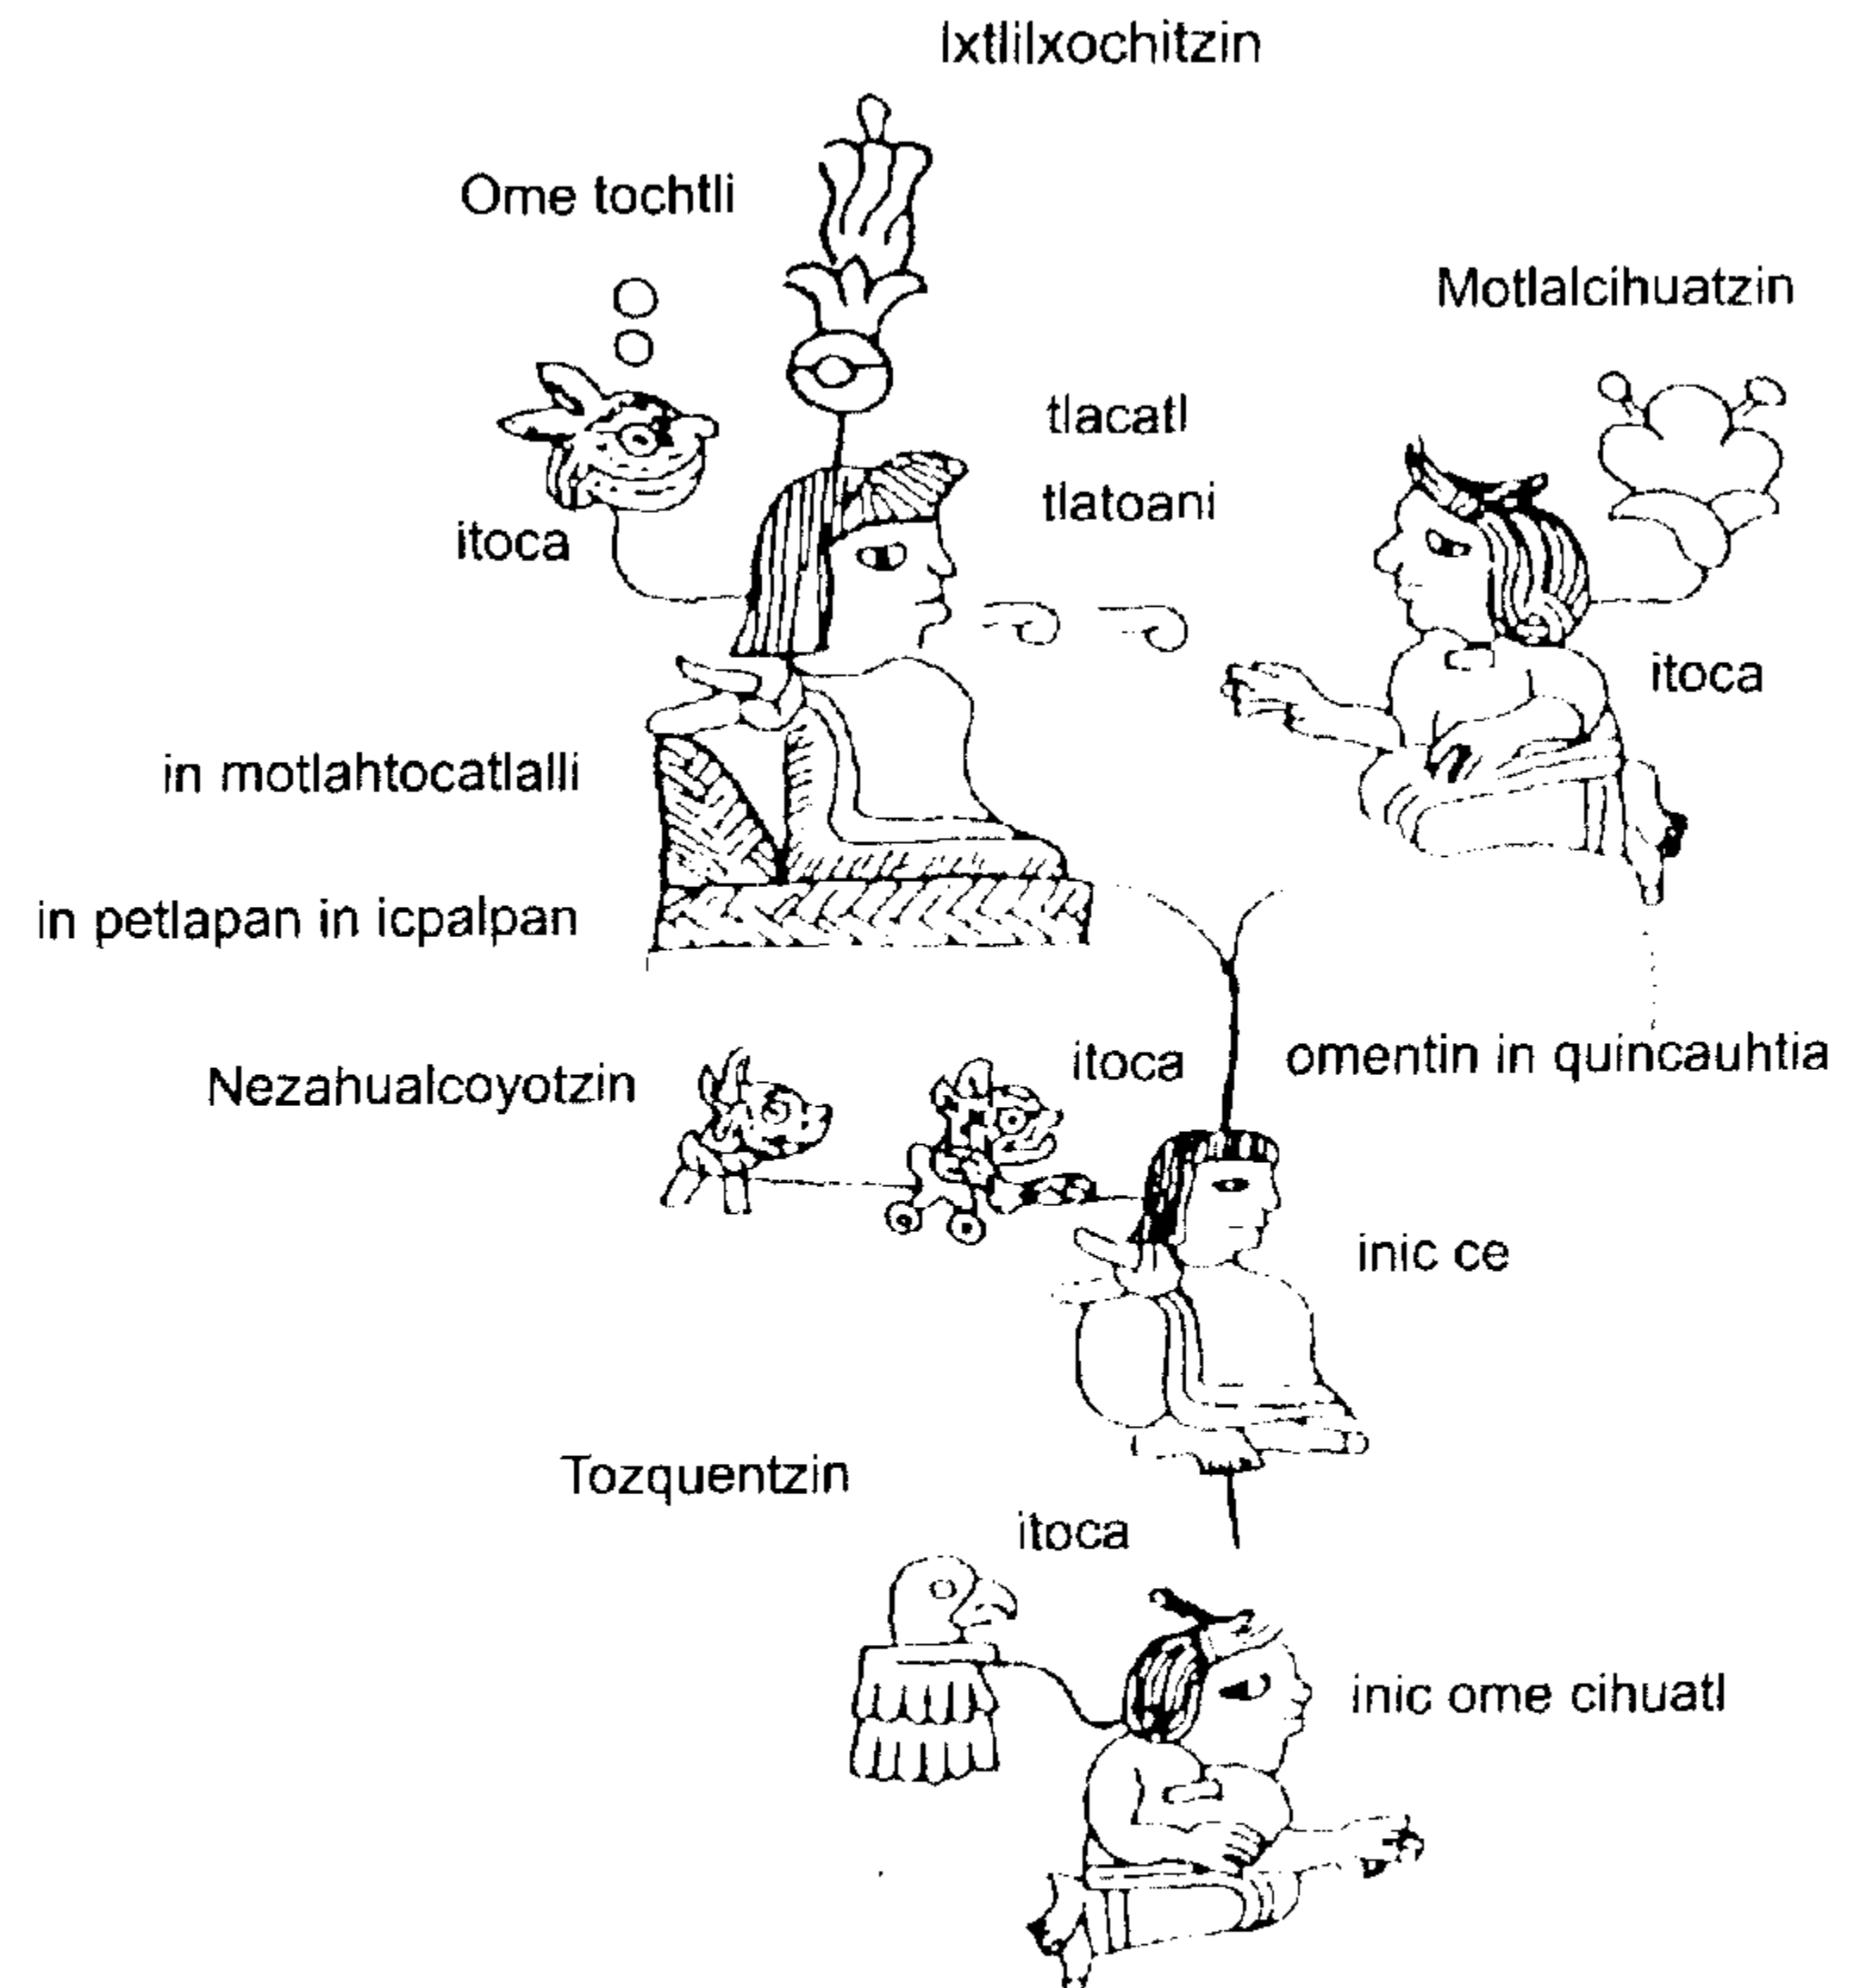 Ixtlilxochitzin
Ome tochtli
Motlalcihuatzin
tlacatl
tlatoani
itoca
itoca
in motlahtocatlalli
in petlapan in icpalpan
Nezahualcoyotzin
itoca
omentin in quincauhtia
inic ce
Tozquentzin
itoca
inic ome cihuatl